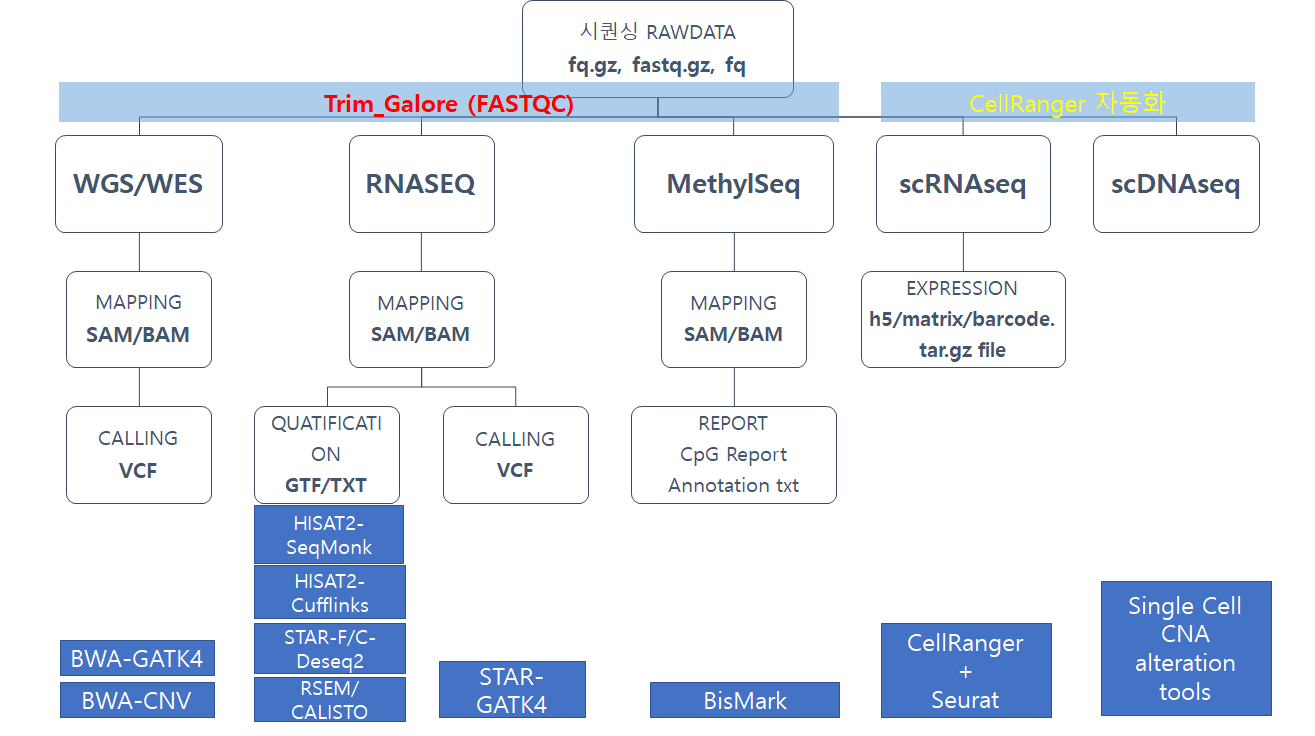 시퀀싱 RAWDATA
fq.gz, fastq.gz, fq
Trim_Galore (FASTQC)
CellRanger 자동화
WGS/WES
RNASEQ
MethylSeq
scRNAseq
scDNAseq
MAPPING
SAM/BAM
MAPPING
SAM/BAM
MAPPING
SAM/BAM
EXPRESSION
h5/matrix/barcode.
tar.gz file
CALLING
VCF
QUATIFICATI
ON
GTF/TXT
CALLING
VCF
REPORT
CpG Report
Annotation txt
HISAT2-
SeqMonk
HISAT2-
Cufflinks
STAR-F/C-
Deseq2
RSEM/
CALISTO
BWA-GATK4
BWA-CNV
STAR-
GATK4
BisMark
CellRanger
+
Seurat
Single Cell
CNA
alteration
tools